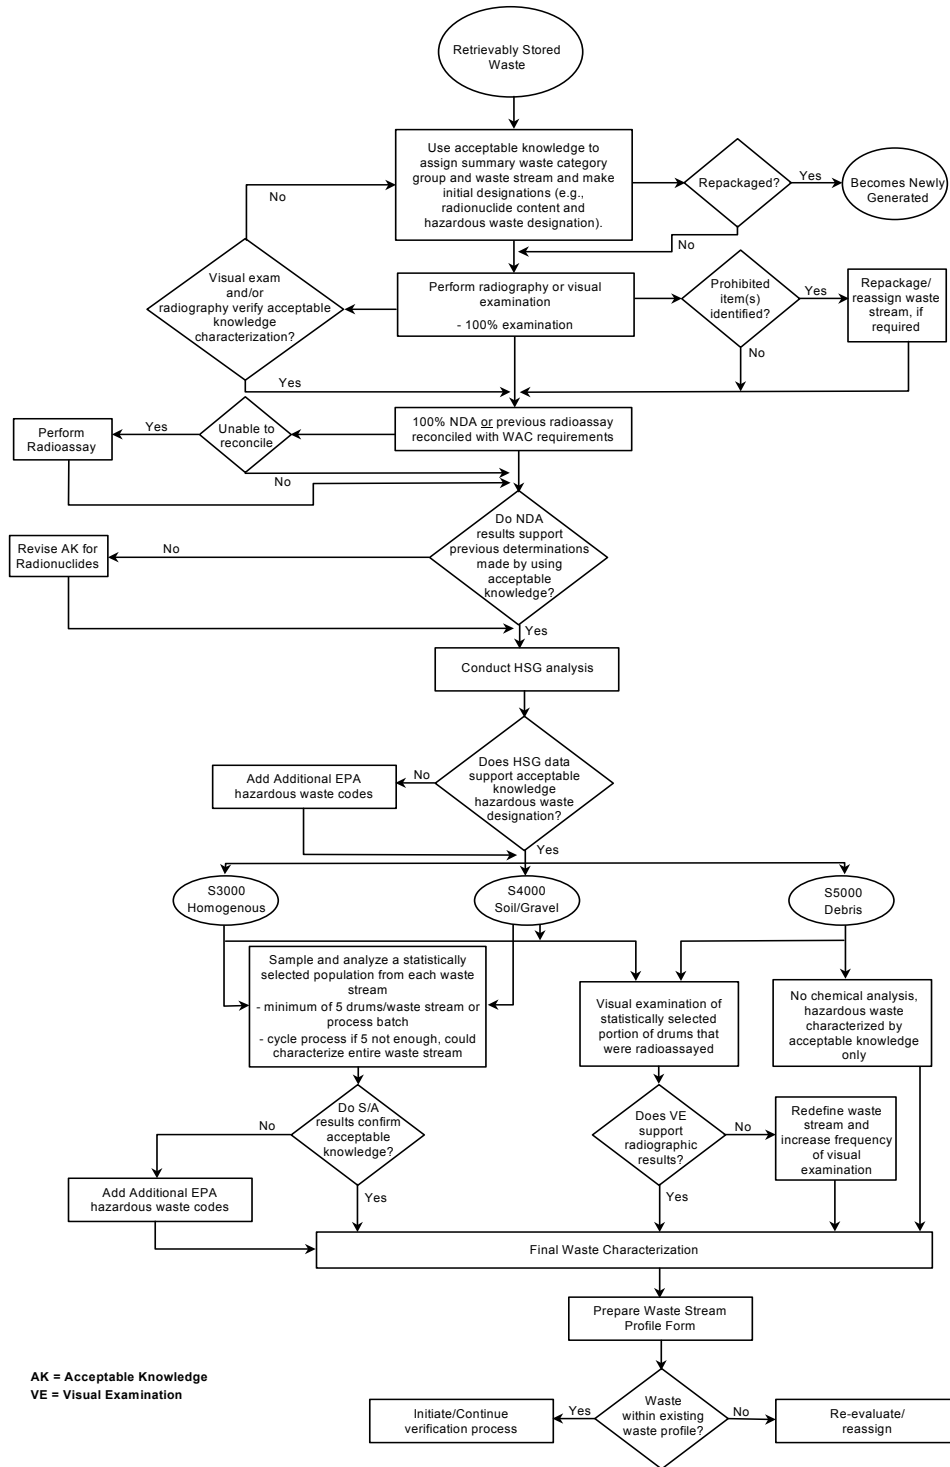 Retrievably Stored
Waste
Use acceptable knowledge to
assign summary waste category
group and waste stream and make
initial designations (e.g.,
radionuclide content and
hazardous waste designation).
Repackaged?
Yes
Becomes Newly
Generated
No
No
Visual exam
and/or
radiography verify acceptable
knowledge
characterization?
Perform radiography or visual
examination
- 100% examination
Prohibited
item(s)
identified?
Yes
Repackage/
reassign waste
stream, if
required
No
Yes
Perform
Radioassay
Yes
Unable to
reconcile
100% NDA or previous radioassay
reconciled with WAC requirements
No
Do NDA
results support
previous determinations
made by using
acceptable
knowledge?
No
Revise AK for
Radionuclides
Yes
Conduct HSG analysis
Does HSG data
support acceptable
knowledge
hazardous waste
designation?
No
Add Additional EPA
hazardous waste codes
Yes
S3000
Homogenous
S4000
Soil/Gravel
S5000
Debris
Sample and analyze a statistically
selected population from each waste
stream
- minimum of 5 drums/waste stream or
process batch
- cycle process if 5 not enough, could
characterize entire waste stream
Visual examination of
statistically selected
portion of drums that
were radioassayed
No chemical analysis,
hazardous waste
characterized by
acceptable knowledge
only
Do S/A
results confirm
acceptable
knowledge?
No
Does VE
support
radiographic
results?
No
Redefine waste
stream and
increase frequency
of visual
examination
Add Additional EPA
hazardous waste codes
Yes
Yes
Final Waste Characterization
Prepare Waste Stream
Profile Form
AK = Acceptable Knowledge
VE = Visual Examination
Initiate/Continue
verification process
Yes
Waste
within existing
waste profile?
No
Re-evaluate/
reassign